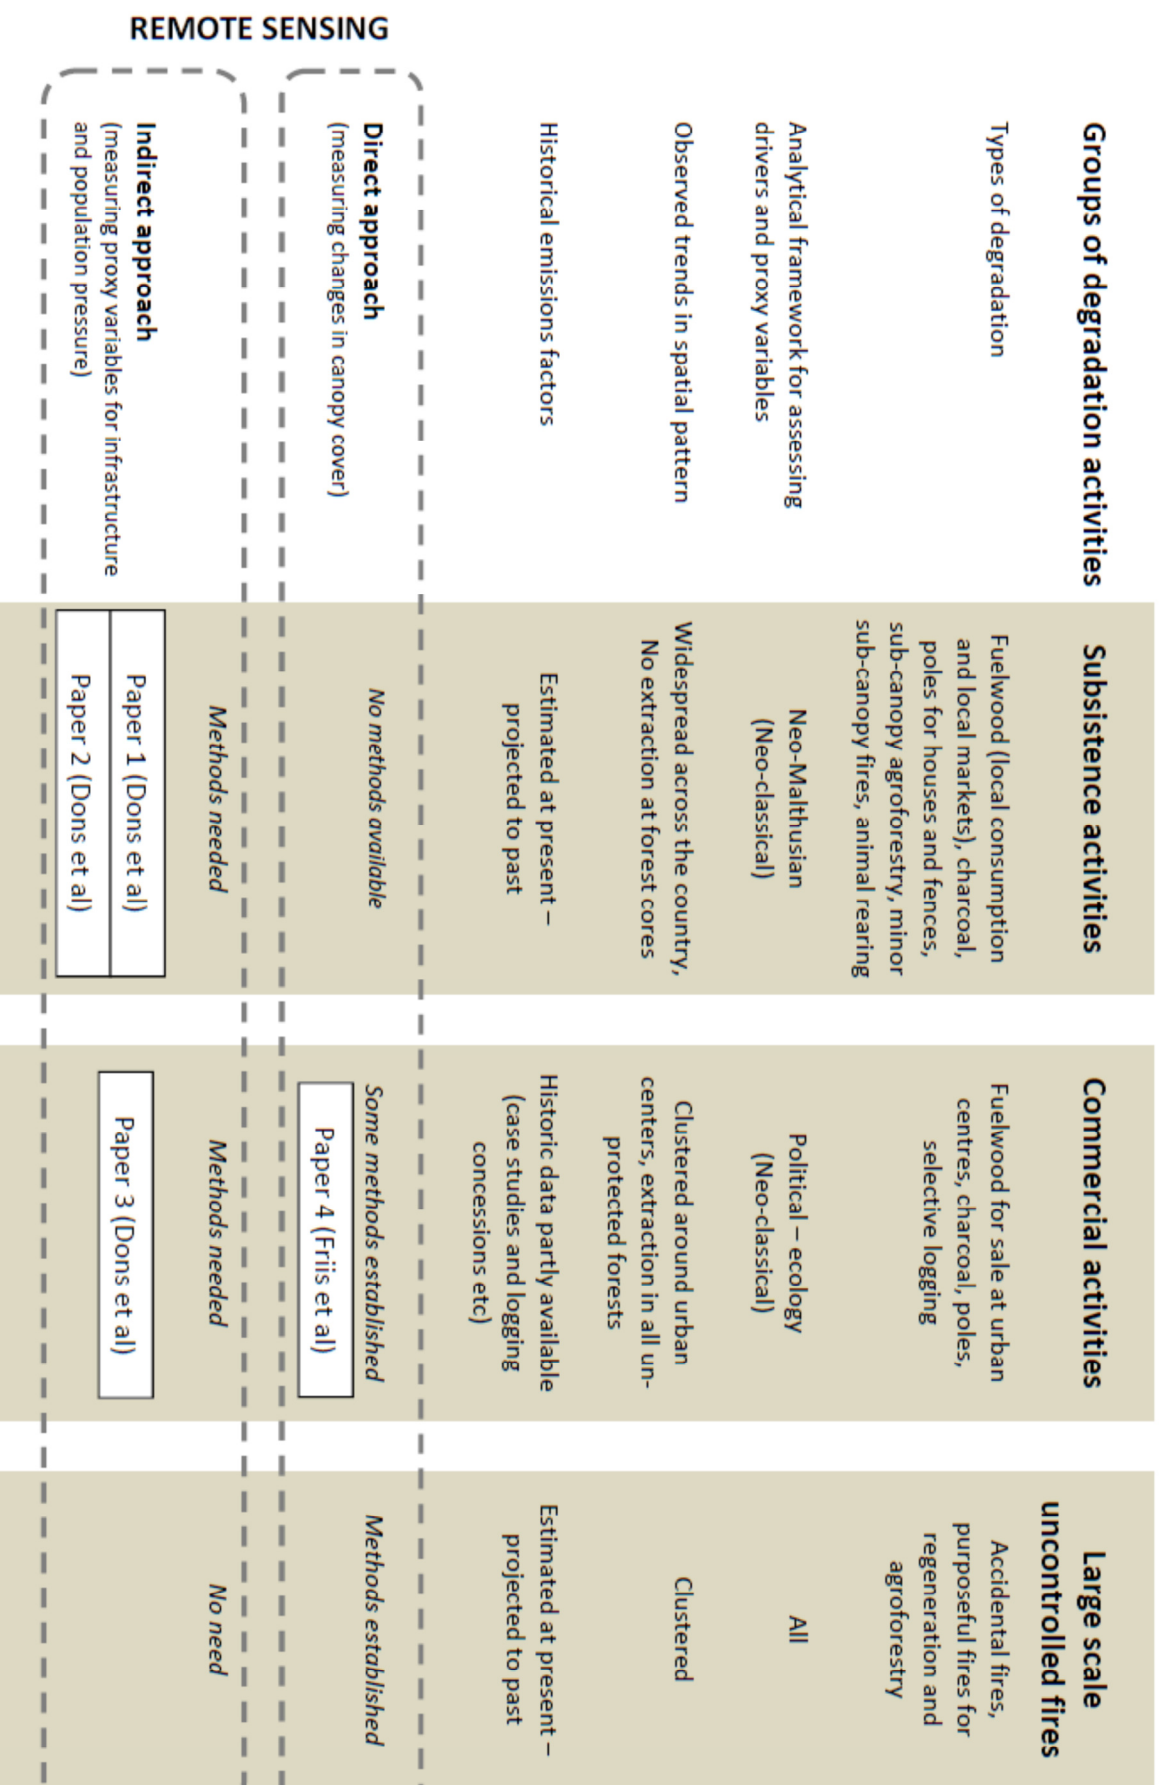 REMOTE SENSING
Groups of degradation activities
Subsistence activities
Commercial activities
Large scale
uncontrolled fires
Types of degradation
Fuelwood (local consumption
and local markets), charcoal,
poles for houses and fences,
sub-canopy agroforestry, minor
sub-canopy fires, animal rearing
Fuelwood for sale at urban
centres, charcoal, poles,
selective logging
Accidental fires,
purposeful fires for
regeneration and
agroforestry
Analytical framework for assessing
drivers and proxy variables
Neo-Malthusian
(Neo-classical)
Political – ecology
(Neo-classical)
All
Observed trends in spatial pattern
Widespread across the country,
No extraction at forest cores
Clustered around urban
centers, extraction in all un-
protected forests
Clustered
Historical emissions factors
Estimated at present –
projected to past
Historic data partly available
(case studies and logging
concessions etc)
Estimated at present –
projected to past
Direct approach
(measuring changes in canopy cover)
No methods available
Some methods established
Paper 4 (Friis et al)
Methods established
Indirect approach
(measuring proxy variables for infrastructure
and population pressure)
Methods needed
Paper 1 (Dons et al)
Paper 2 (Dons et al)
Methods needed
Paper 3 (Dons et al)
No need